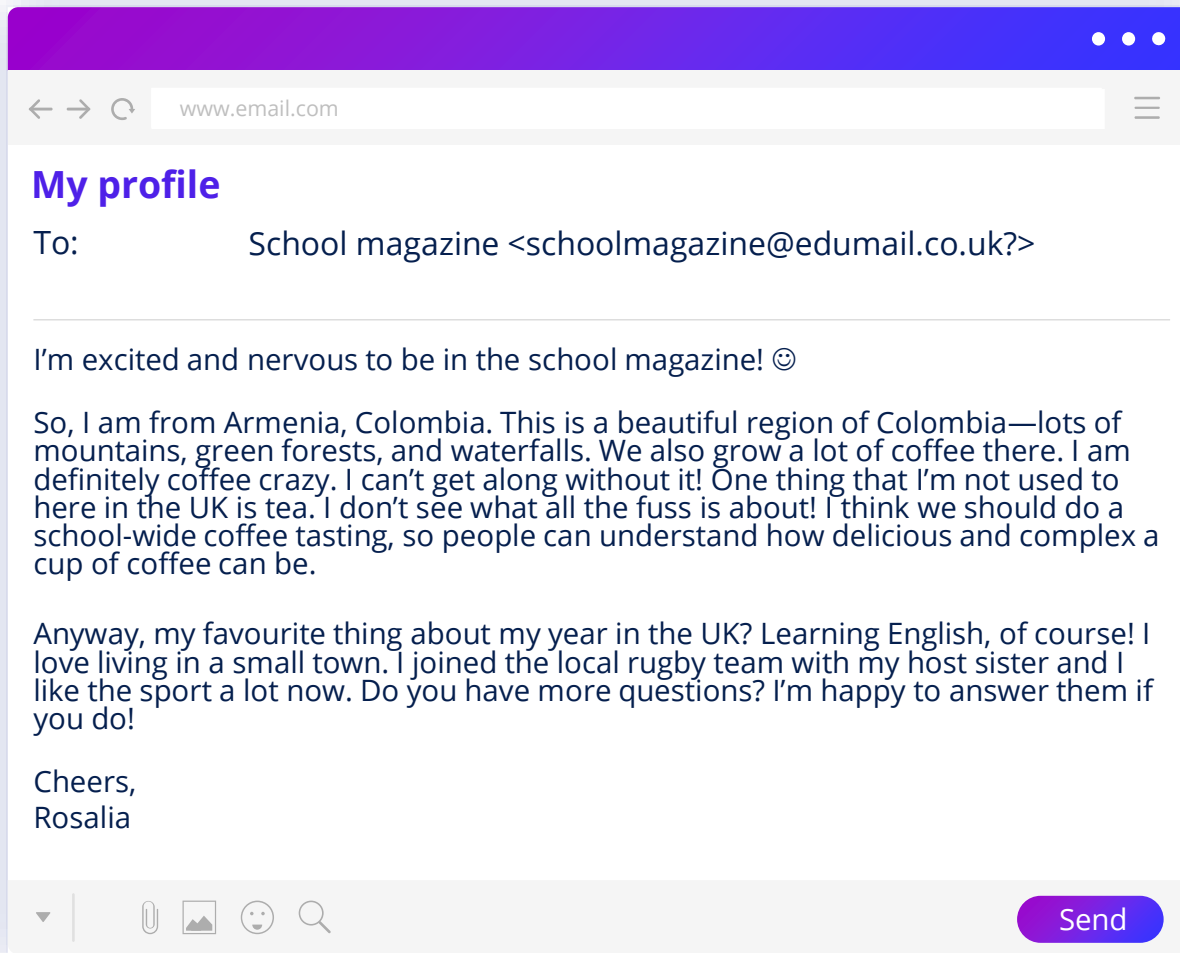 www.email.com
My profile
To: School magazine <schoolmagazine@edumail.co.uk?>
I’m excited and nervous to be in the school magazine! ☺
So, I am from Armenia, Colombia. This is a beautiful region of Colombia—lots of
mountains, green forests, and waterfalls. We also grow a lot of coffee there. I am
definitely coffee crazy. I can’t get along without it! One thing that I’m not used to
here in the UK is tea. I don’t see what all the fuss is about! I think we should do a
school-wide coffee tasting, so people can understand how delicious and complex a
cup of coffee can be.
Anyway, my favourite thing about my year in the UK? Learning English, of course! I
love living in a small town. I joined the local rugby team with my host sister and I
like the sport a lot now. Do you have more questions? I’m happy to answer them if
you do!
Cheers,
Rosalia
Send